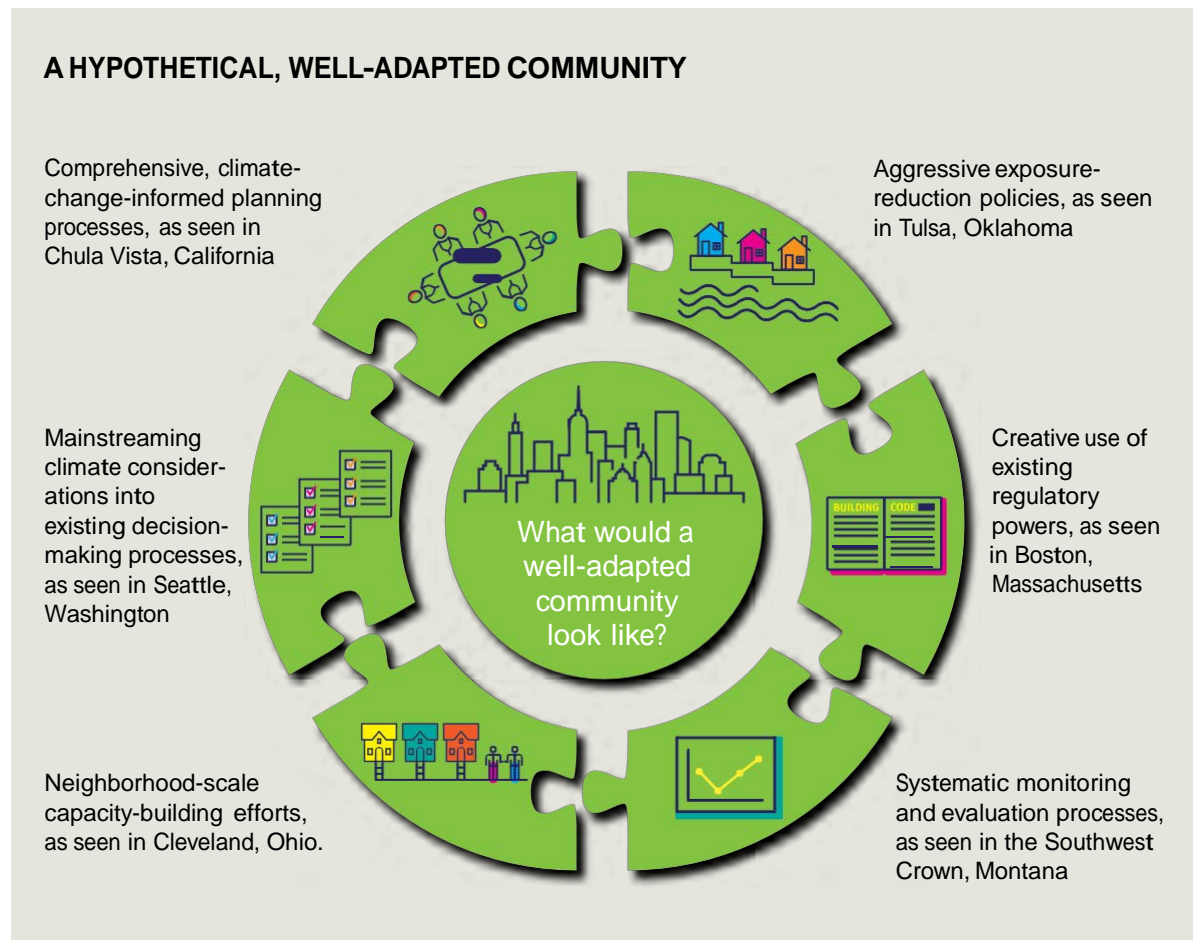 A HYPOTHETICAL, WELL-ADAPTED COMMUNITY
Comprehensive, climate-
change-informed planning
processes, as seen in
Chula Vista, California
Aggressive exposure-
reduction policies, as seen
in Tulsa, Oklahoma
Mainstreaming
climate consider-
ations into
existing decision-
making processes,
as seen in Seattle,
Washington
What would a
well-adapted
community
look like?
BUILDING CODE
Creative use of
existing
regulatory
powers, as seen
in Boston,
Massachusetts
Neighborhood-scale
capacity-building efforts,
as seen in Cleveland, Ohio.
Systematic monitoring
and evaluation processes,
as seen in the Southwest
Crown, Montana